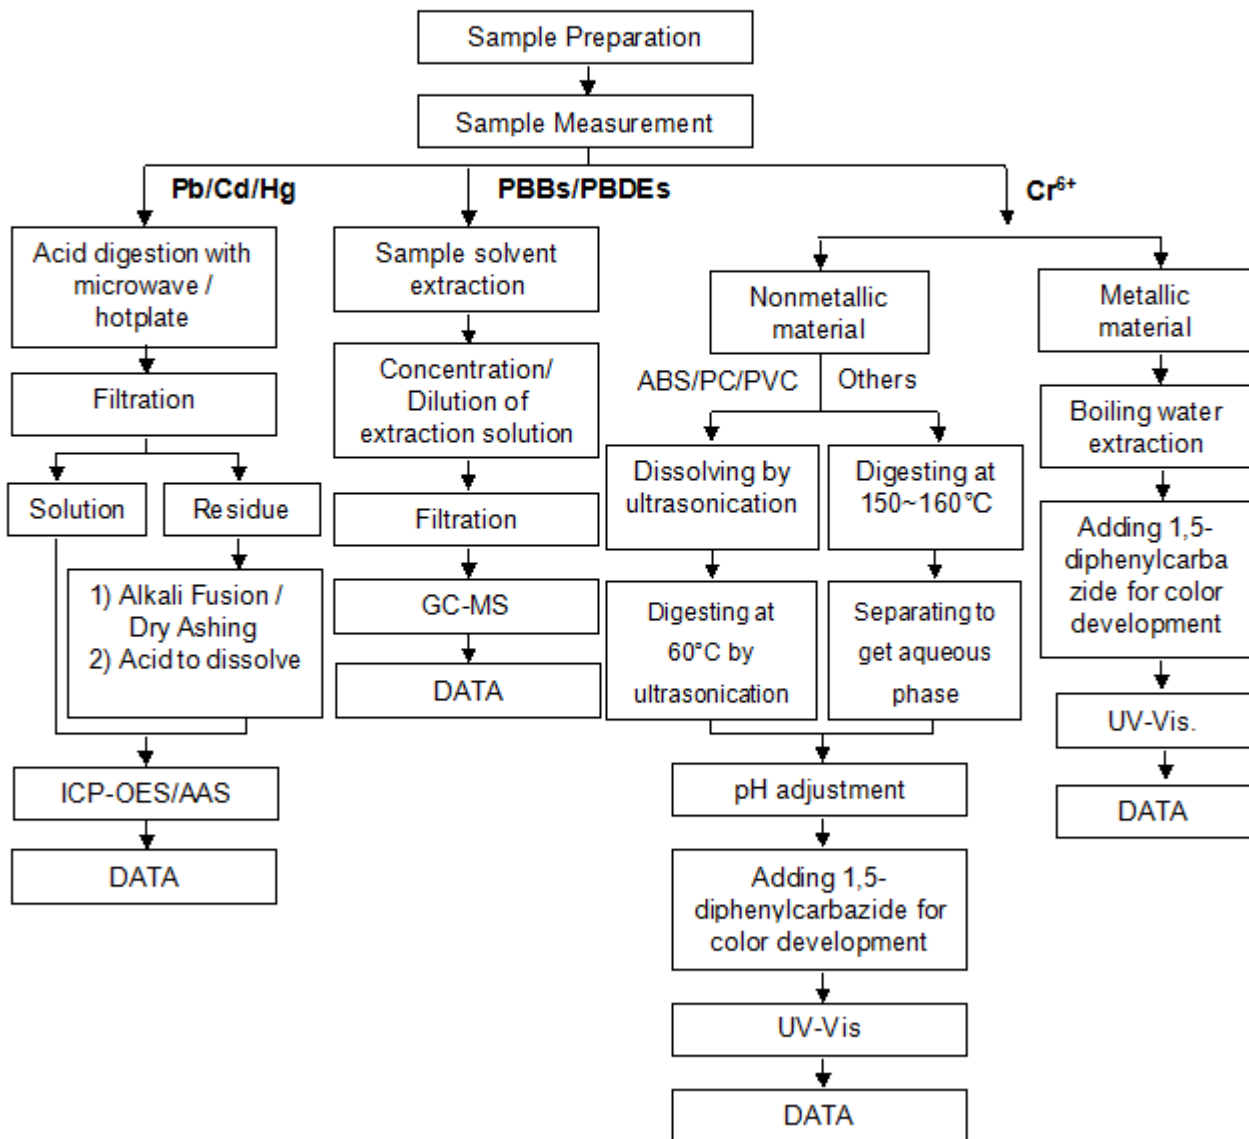 Sample Preparation
Sample Measurement
Pb/Cd/Hg
PBBs/PBDEs
Cr⁶⁺
Acid digestion with
microwave /
hotplate
Filtration
Solution
Residue
1) Alkali Fusion /
Dry Ashing
2) Acid to dissolve
ICP-OES/AAS
DATA
Sample solvent
extraction
Concentration/
Dilution of
extraction solution
Filtration
GC-MS
DATA
Nonmetallic
material
ABS/PC/PVC
Others
Dissolving by
ultrasonication
Digesting at
60°C by
ultrasonication
Digesting at
150~160°C
Separating to
get aqueous
phase
pH adjustment
Adding 1,5-
diphenylcarbazide for
color development
UV-Vis
DATA
Metallic
material
Boiling water
extraction
Adding 1,5-
diphenylcarba
zide for color
development
UV-Vis.
DATA